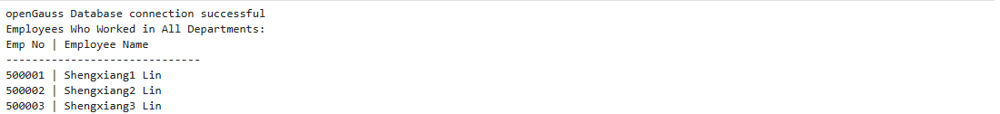 openGauss Database connection successful
Employees Who Worked in All Departments:
Emp No | Employee Name
------------------------------
500001 | Shengxiang1 Lin
500002 | Shengxiang2 Lin
500003 | Shengxiang3 Lin